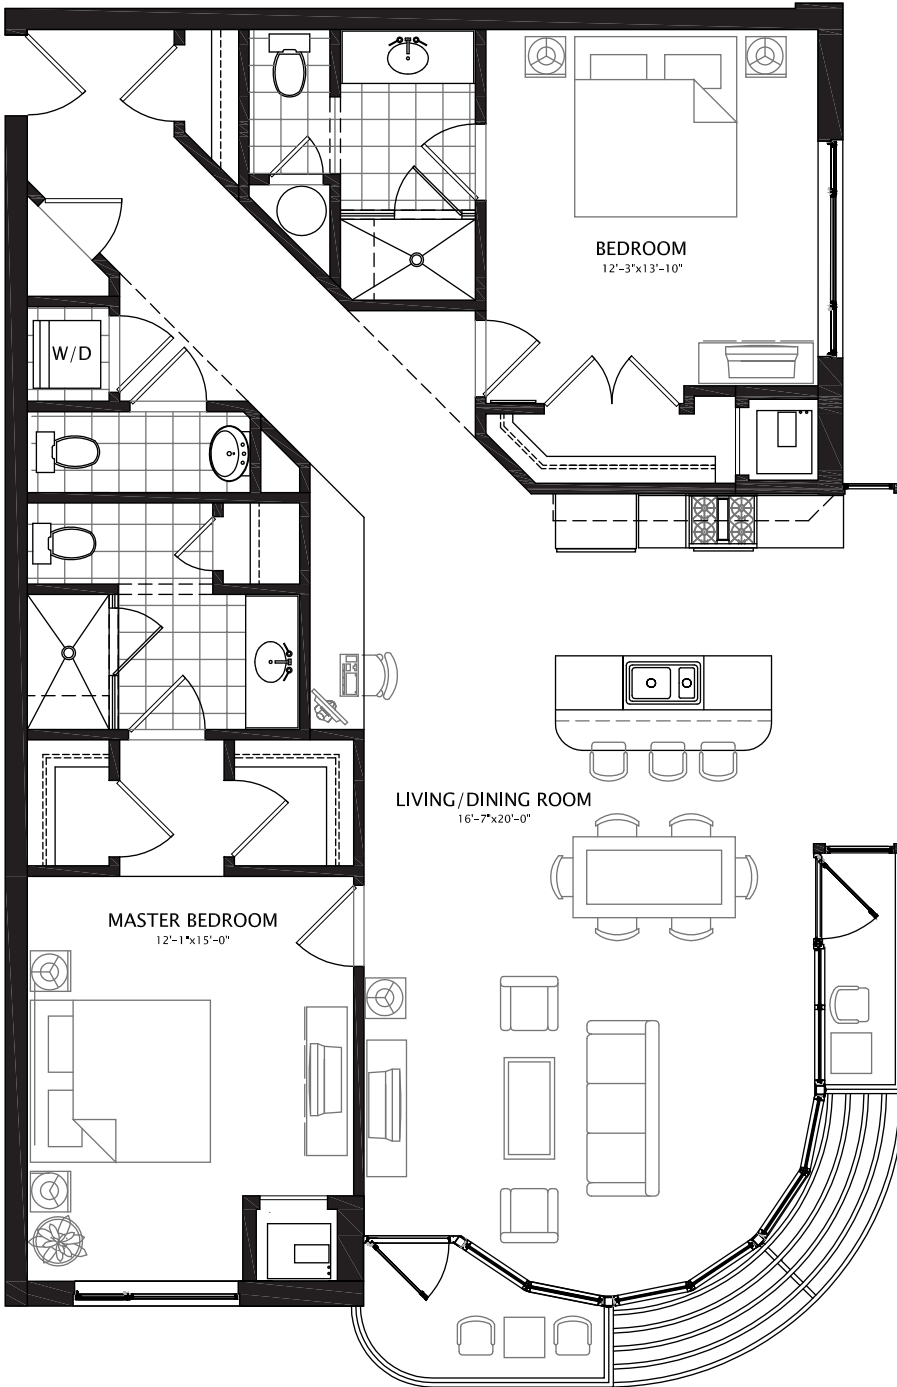 BEDROOM
12'-3"x13'-10"
W/D
LIVING/DINING ROOM
16'-7"x20'-0"
MASTER BEDROOM
12'-1"x15'-0"